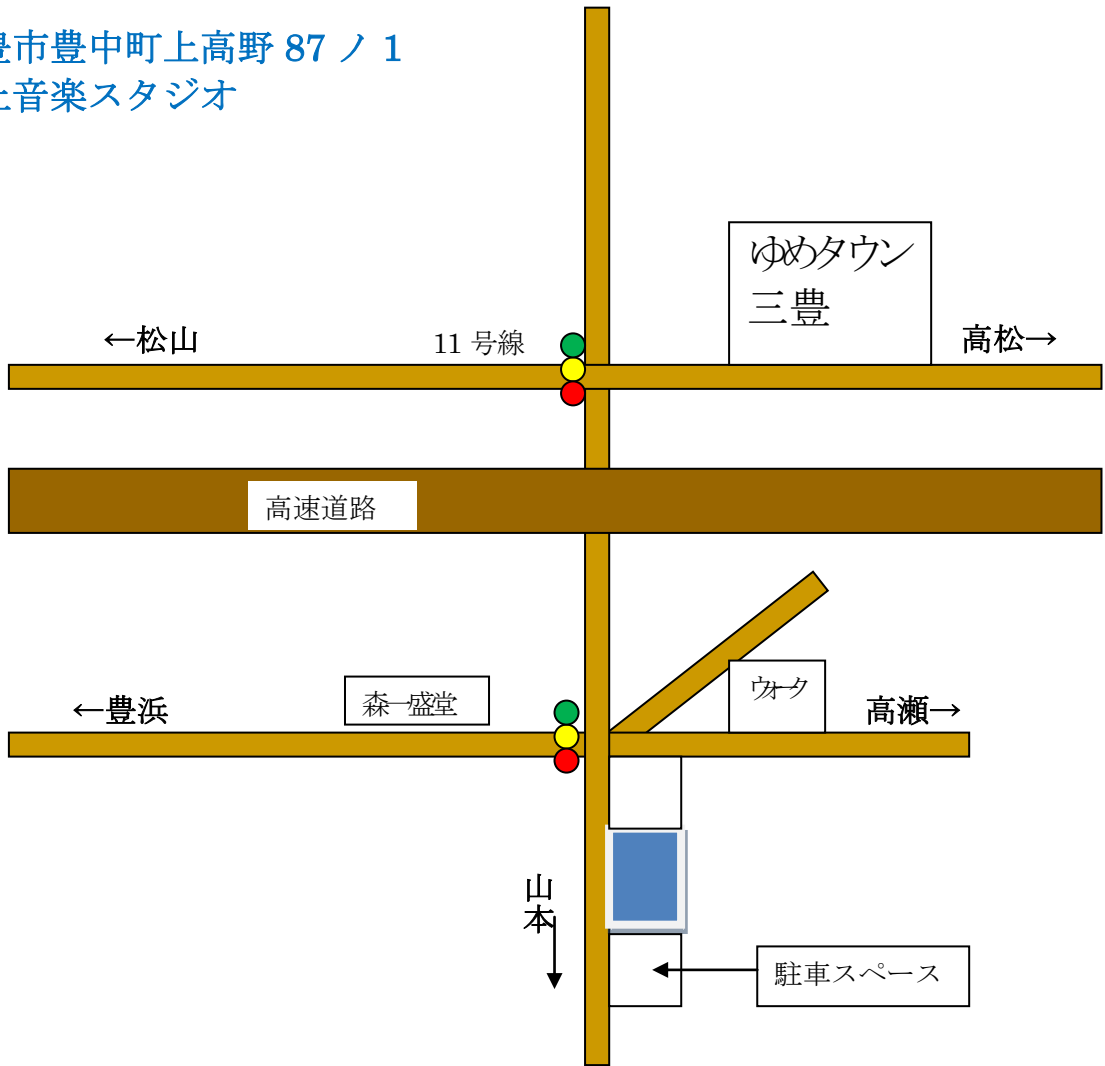 豊市豊中町上高野 87 ノ 1
音楽スタジオ
ゆめタウン
三豊
←松山
11 号線
高松→
高速道路
森一盛堂
ウォーク
←豊浜
高瀬→
山本
駐車スペース